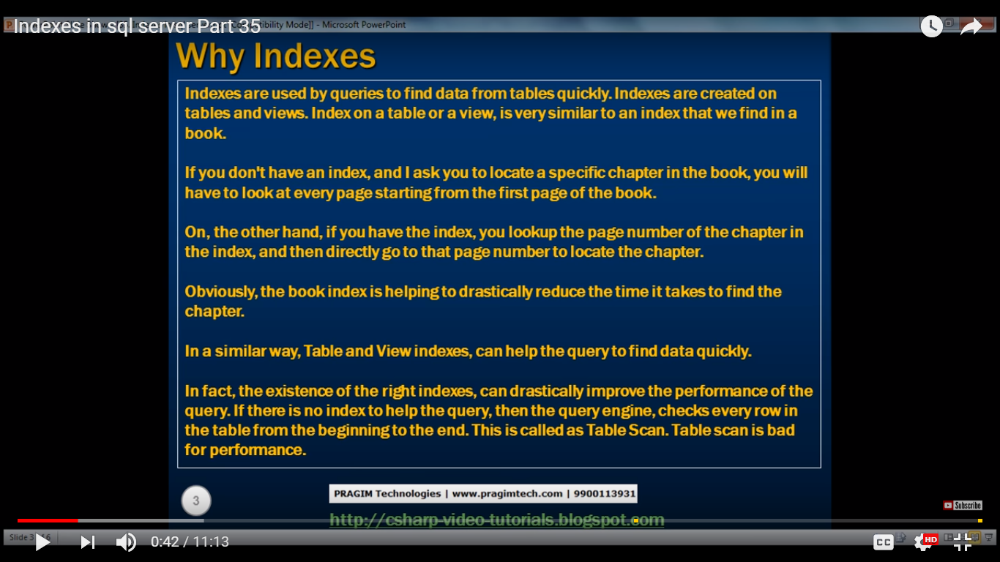 Indexes in sql server Part 35
- Microsoft PowerPoint
Why Indexes
Indexes are used by queries to find data from tables quickly. Indexes are created on
tables and views. Index on a table or a view, is very similar to an index that we find in a
book.
If you don't have an index, and I ask you to locate a specific chapter in the book, you will
have to look at every page starting from the first page of the book.
On, the other hand, if you have the index, you lookup the page number of the chapter in
the index, and then directly go to that page number to locate the chapter.
Obviously, the book index is helping to drastically reduce the time it takes to find the
chapter.
In a similar way, Table and View indexes, can help the query to find data quickly.
In fact, the existence of the right indexes, can drastically improve the performance of the
query. If there is no index to help the query, then the query engine, checks every row in
the table from the beginning to the end. This is called as Table Scan. Table scan is bad
for performance.
3
PRAGIM Technologies | www.pragimtech.com | 9900113931
Subscribe
http://csharp-video-tutorials.blogspot.com
Slide 3
0:42 / 11:13
CC
HD